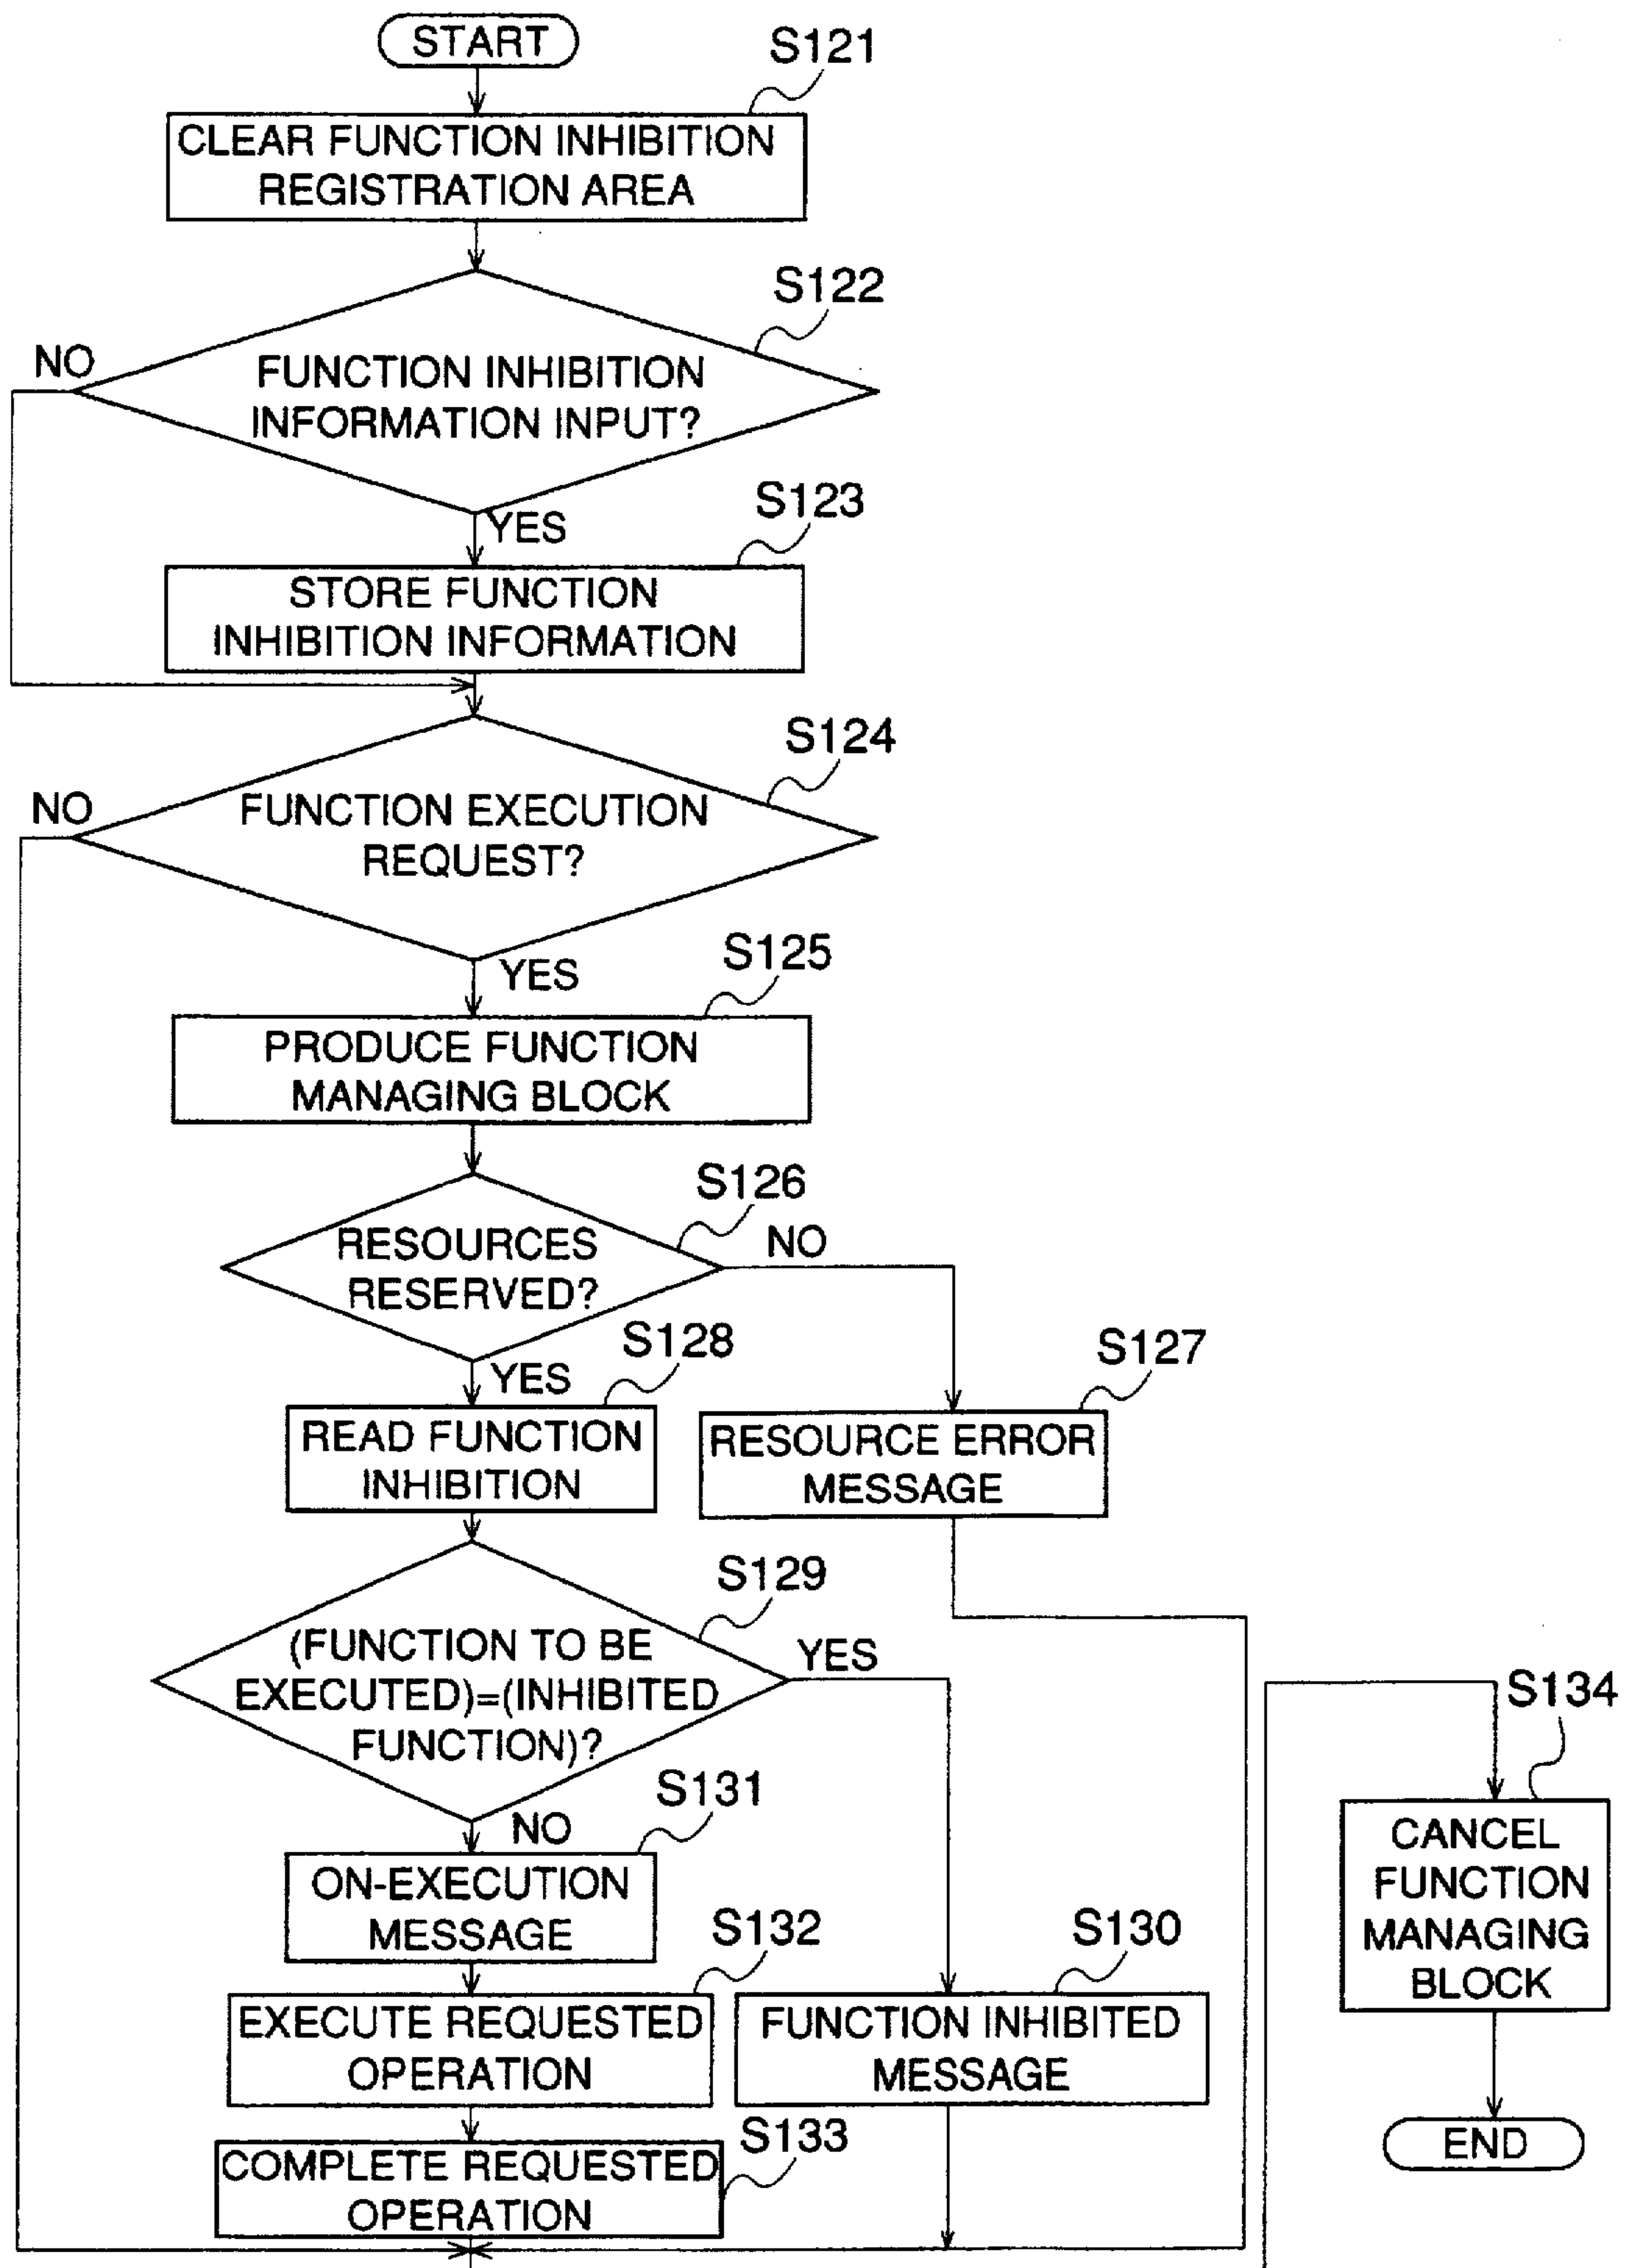 START
S121
CLEAR FUNCTION INHIBITION
REGISTRATION AREA
S122
NO
FUNCTION INHIBITION
INFORMATION INPUT?
S123
YES
STORE FUNCTION
INHIBITION INFORMATION
S124
NO
FUNCTION EXECUTION
REQUEST?
S125
YES
PRODUCE FUNCTION
MANAGING BLOCK
S126
NO
RESOURCES
RESERVED?
S128
S127
YES
READ FUNCTION
INHIBITION
RESOURCE ERROR
MESSAGE
S129
(FUNCTION TO BE
EXECUTED)=(INHIBITED
FUNCTION)?
YES
S134
S131
NO
ON-EXECUTION
MESSAGE
CANCEL
FUNCTION
MANAGING
BLOCK
S132
S130
EXECUTE REQUESTED
OPERATION
FUNCTION INHIBITED
MESSAGE
S133
COMPLETE REQUESTED
OPERATION
END